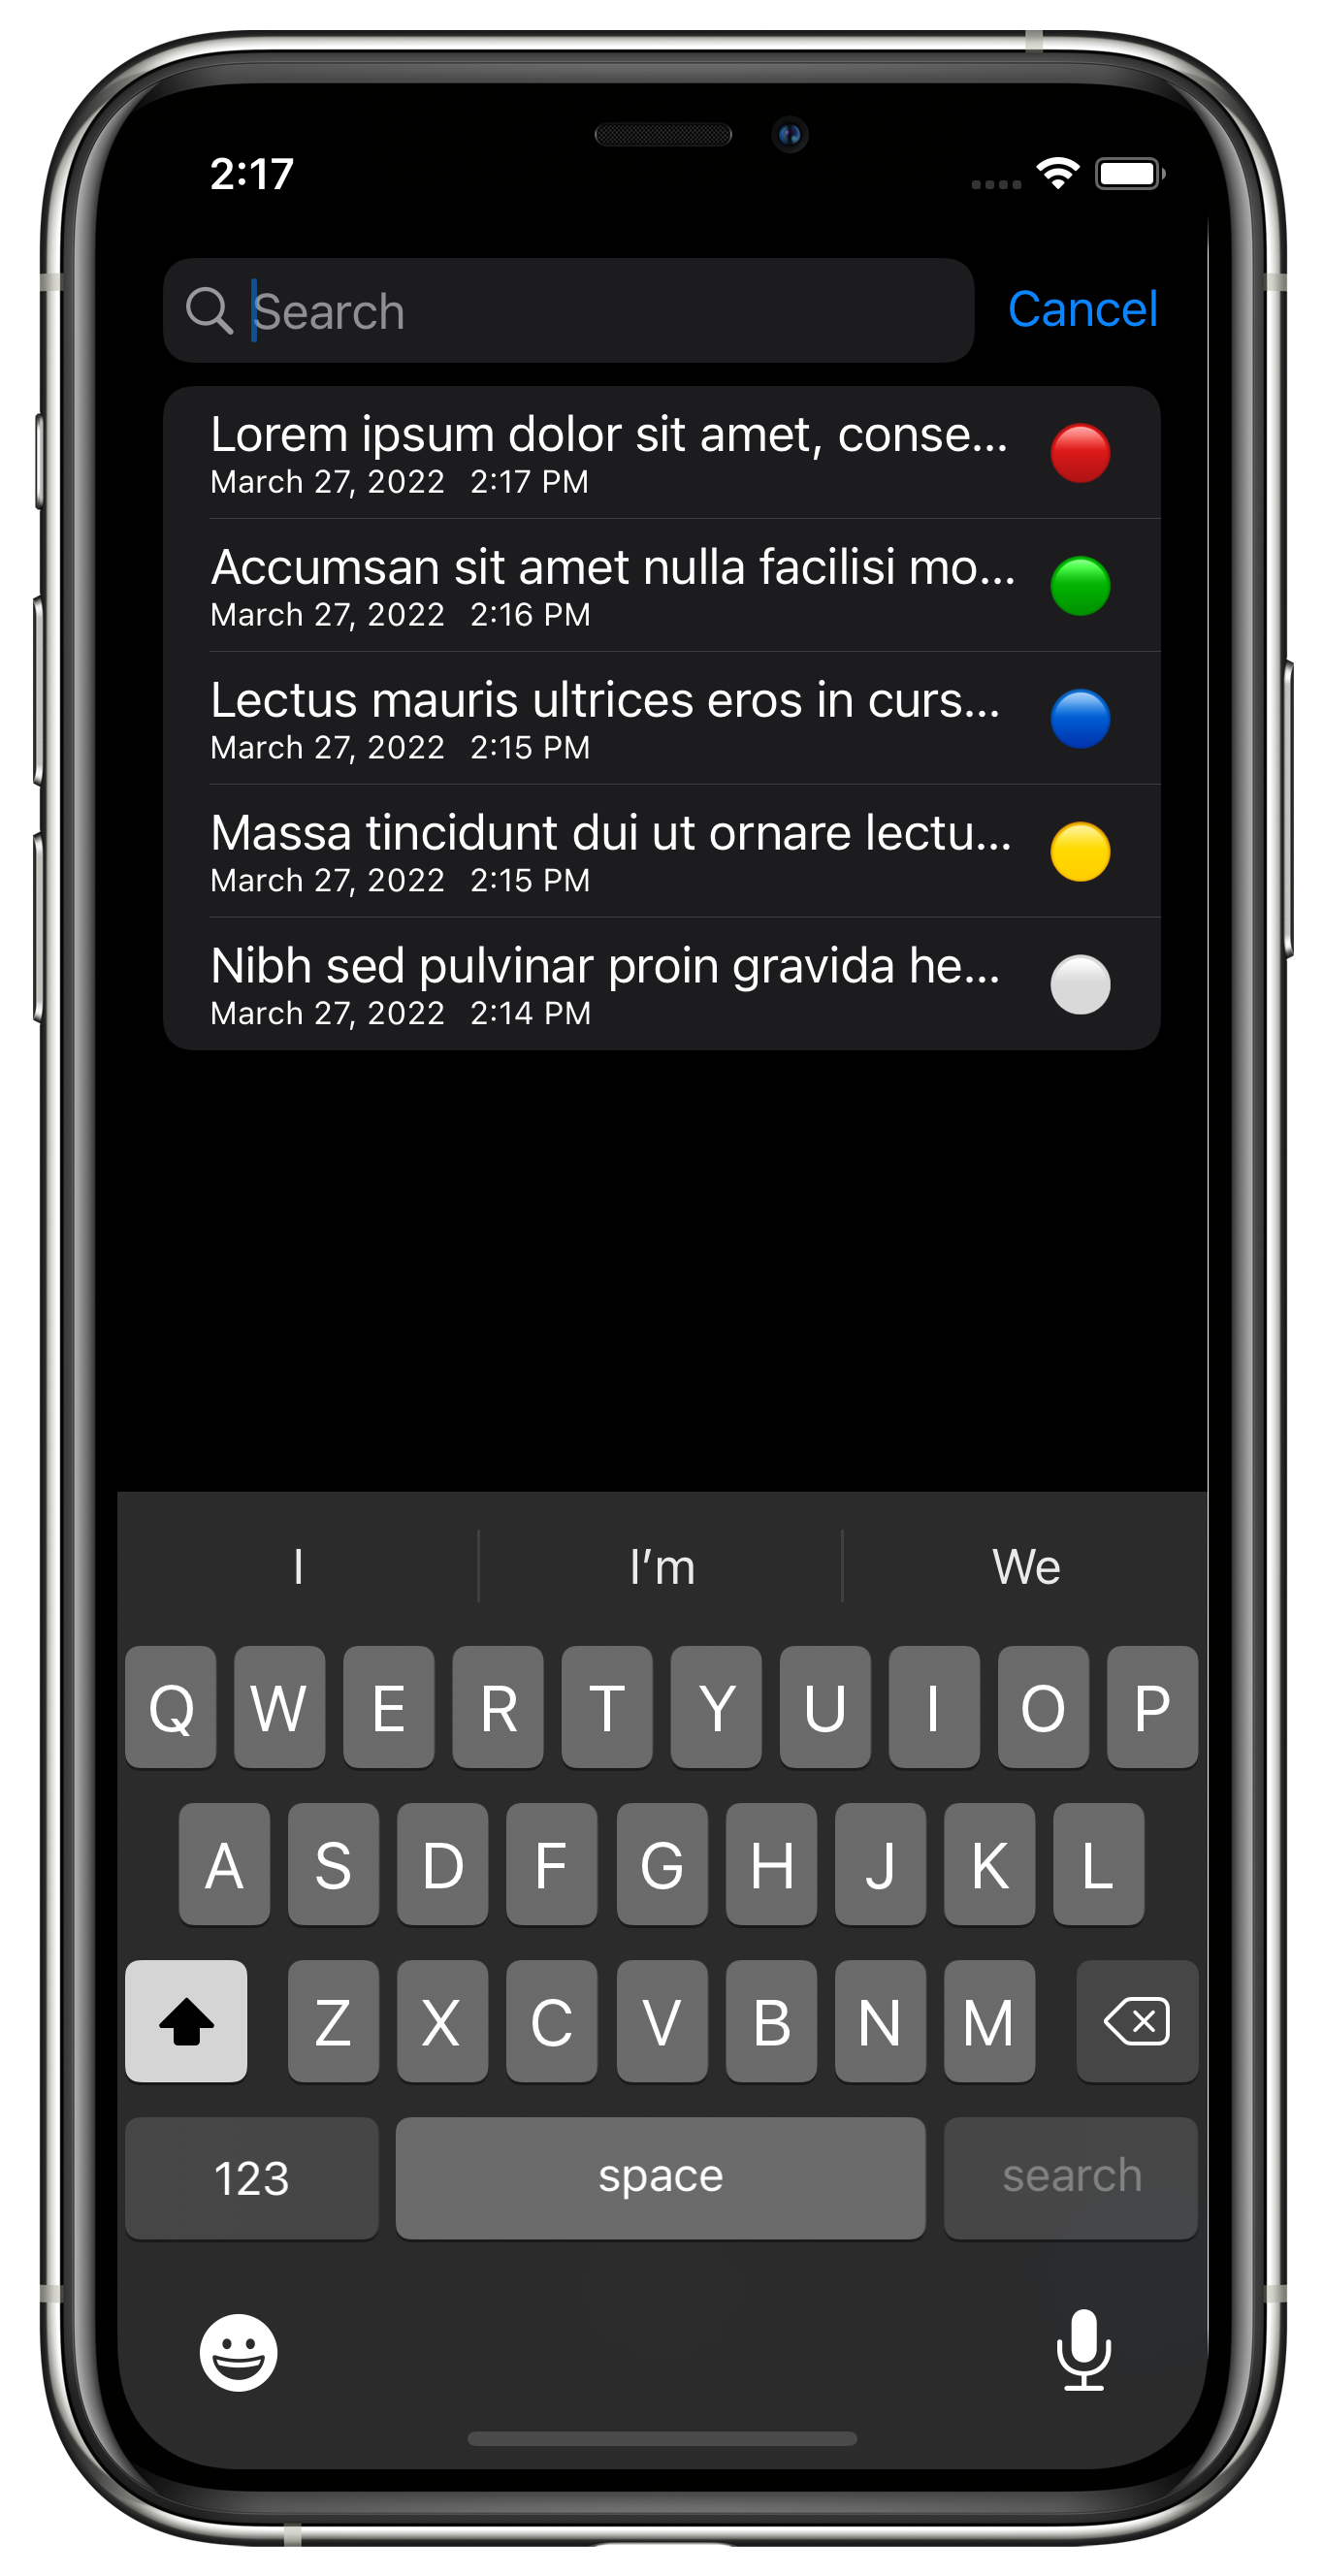 2:17
Search
Cancel
Lorem ipsum dolor sit amet, conse...
March 27, 2022 2:17 PM
Accumsan sit amet nulla facilisi mo...
March 27, 2022 2:16 PM
Lectus mauris ultrices eros in curs...
March 27, 2022 2:15 PM
Massa tincidunt dui ut ornare lectu...
March 27, 2022 2:15 PM
Nibh sed pulvinar proin gravida he...
March 27, 2022 2:14 PM
I I’m We
Q W E R T Y U I O P
A S D F G H J K L
Z X C V B N M
123 space search